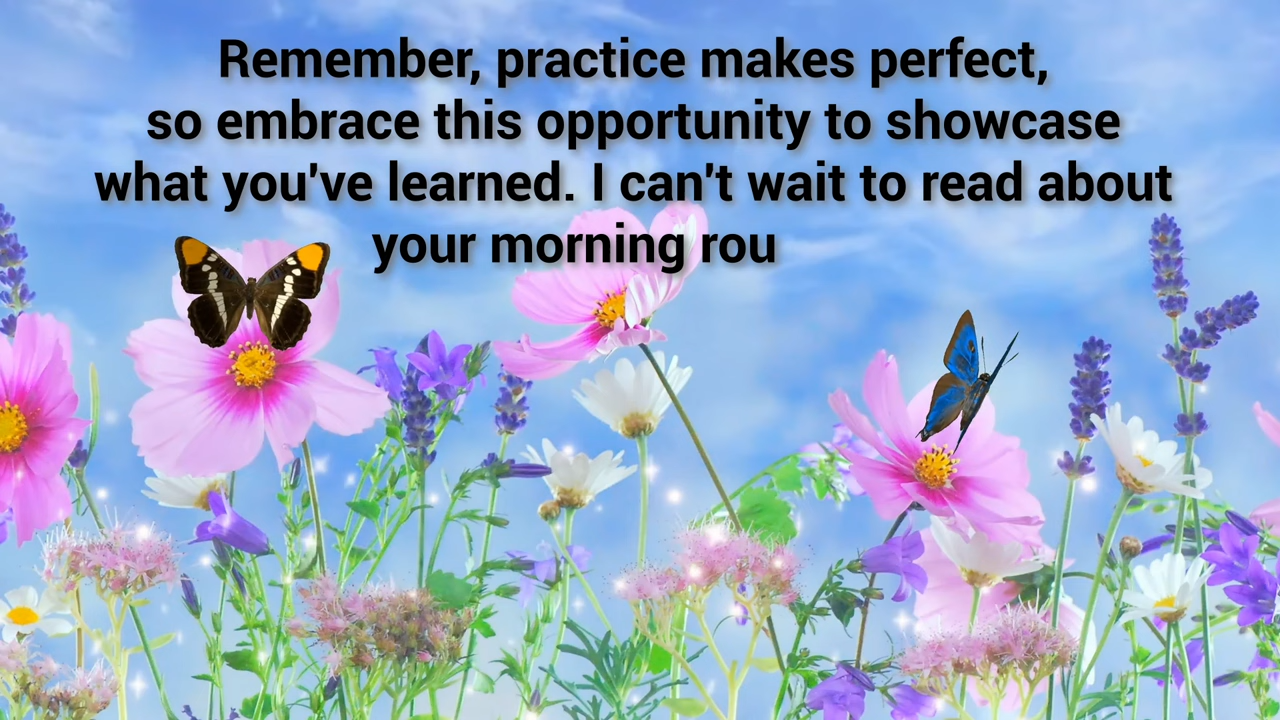 Remember, practice makes perfect,
so embrace this opportunity to showcase
what you've learned. I can't wait to read about
your morning rou